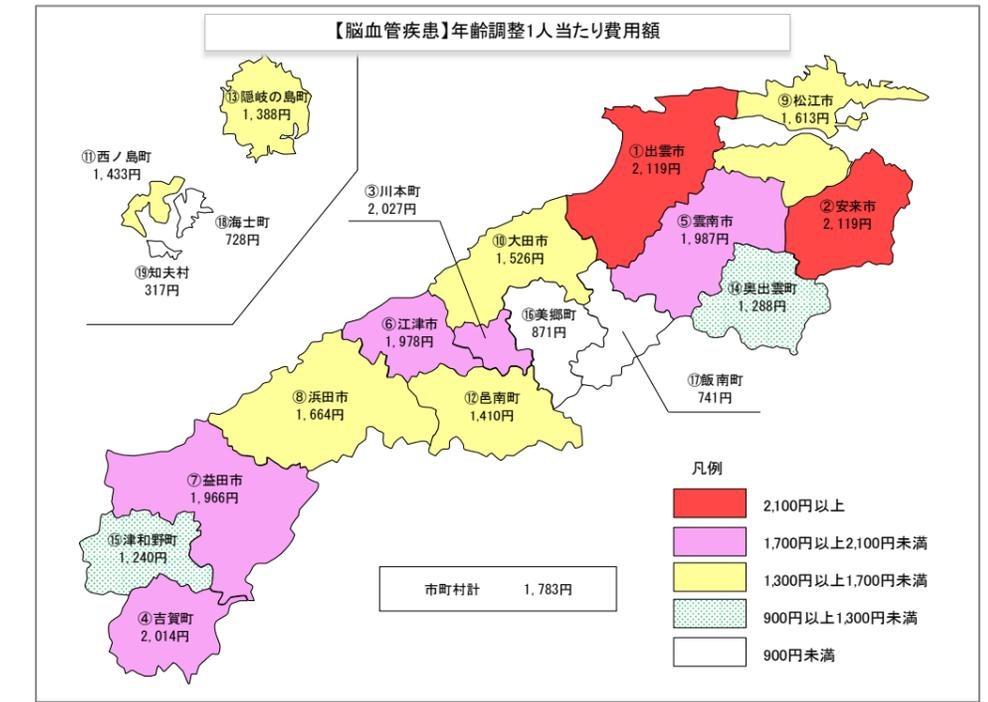 【脳血管疾患】年齢調整1人当たり費用額
⑬隠岐の島町
1,388円
⑪西ノ島町
1,433円
⑱海士町
728円
⑲知夫村
317円
③川本町
2,027円
⑨松江市
1,613円
①出雲市
2,119円
②安来市
2,119円
⑤雲南市
1,987円
⑩大田市
1,526円
⑭奥出雲町
1,288円
⑯美郷町
871円
⑥江津市
1,978円
⑰飯南町
741円
⑧浜田市
1,664円
⑫邑南町
1,410円
⑦益田市
1,966円
⑮津和野町
1,240円
④吉賀町
2,014円
市町村計 1,783円
凡例
2,100円以上
1,700円以上2,100円未満
1,300円以上1,700円未満
900円以上1,300円未満
900円未満